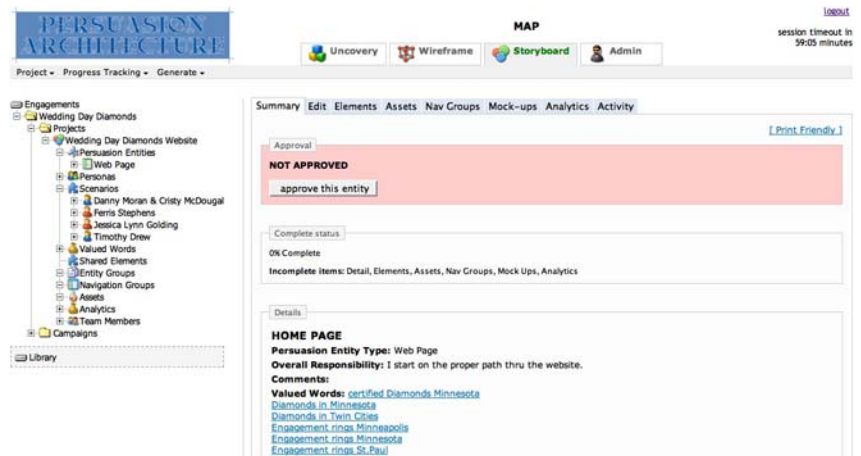 PERSUASION
ARCHITECTURE
MAP
logout
session timeout in
59:05 minutes
Uncovery
Wireframe
Storyboard
Admin
Project
Progress Tracking
Generate
Engagements
Wedding Day Diamonds
Projects
Wedding Day Diamonds Website
Persuasion Entities
Web Page
Personas
Scenarios
Danny Moran & Cristy McDougal
Ferris Stephens
Jessica Lynn Golding
Timothy Drew
Valued Words
Shared Elements
Entity Groups
Navigation Groups
Assets
Analytics
Team Members
Campaigns
Library
Summary Edit Elements Assets Nav Groups Mock-ups Analytics Activity
[ Print Friendly ]
Approval
NOT APPROVED
approve this entity
Complete status
0% Complete
Incomplete items: Detail, Elements, Assets, Nav Groups, Mock Ups, Analytics
Details
HOME PAGE
Persuasion Entity Type: Web Page
Overall Responsibility: I start on the proper path thru the website.
Comments:
Valued Words: certified Diamonds Minnesota
Diamonds in Minnesota
Diamonds in Twin Cities
Engagement rings Minneapolis
Engagement rings Minnesota
Engagement rings St.Paul